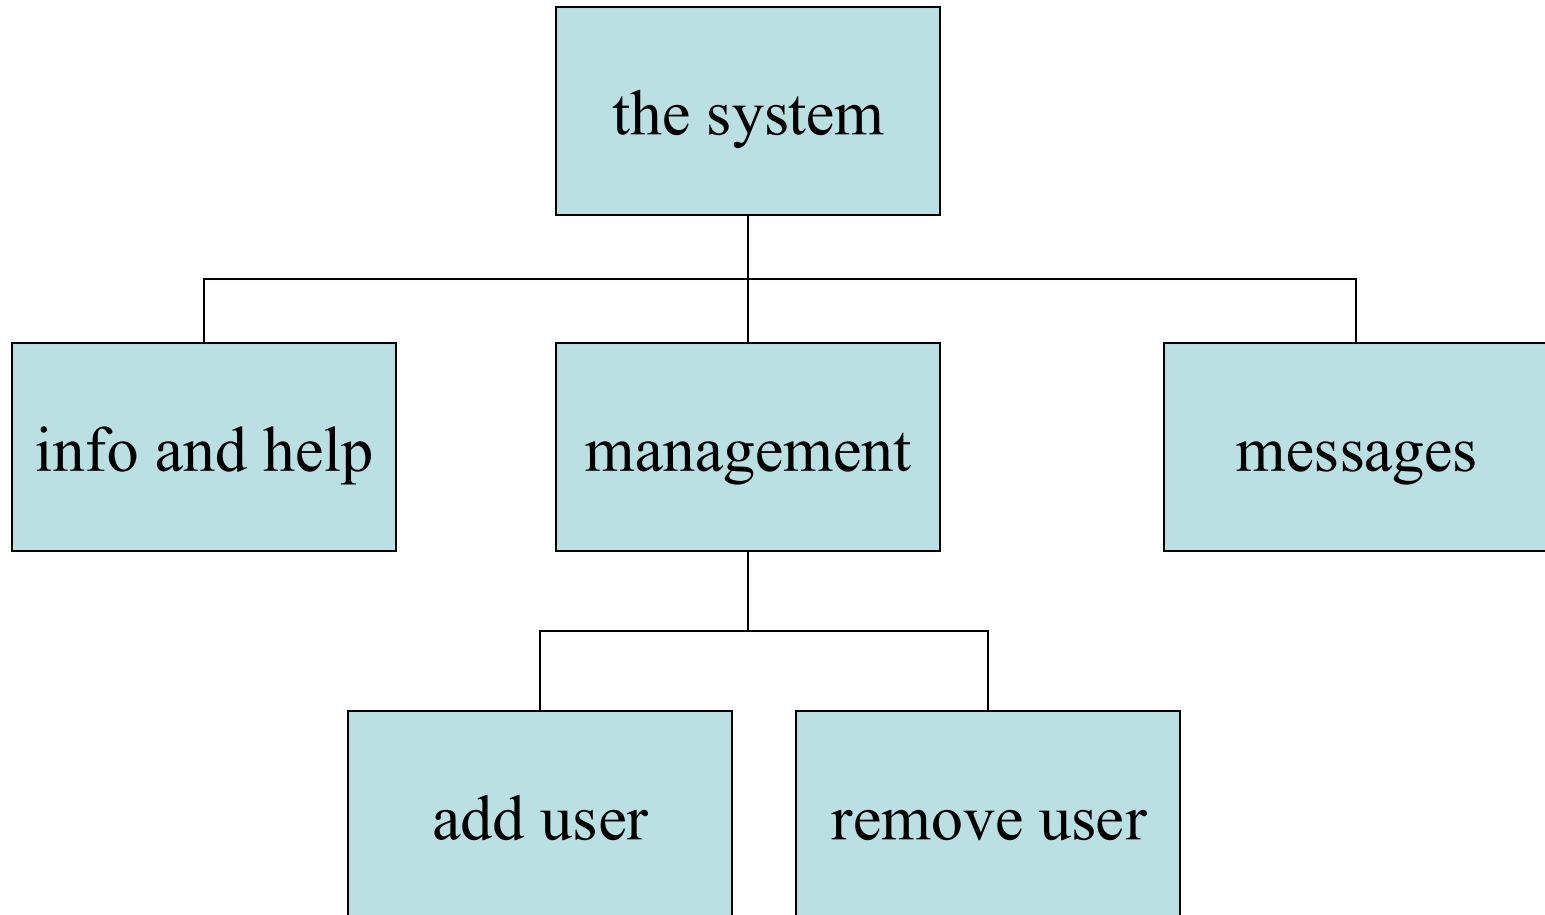 the system
info and help
management
messages
add user
remove user